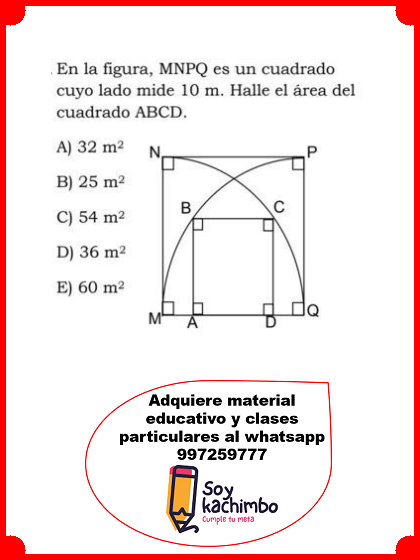 . En la figura, MNPQ es un cuadrado
cuyo lado mide 10 m. Halle el área del
cuadrado ABCD.
A) 32 m²
B) 25 m²
C) 54 m²
D) 36 m²
E) 60 m²
N
P
B
C
M
A
D
Q
Adquiere material
educativo y clases
particulares al whatsapp
997259777
Soy
kachimbo
Cumple tu meta